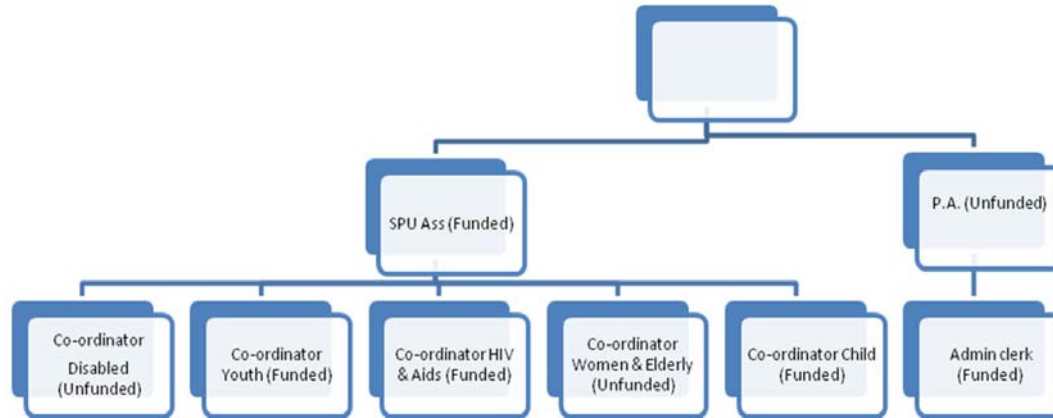 SPU Ass (Funded)
P.A. (Unfunded)
Co-ordinator
Disabled
(Unfunded)
Co-ordinator
Youth (Funded)
Co-ordinator HIV
& Aids (Funded)
Co-ordinator
Women & Elderly
(Unfunded)
Co-ordinator Child
(Funded)
Admin clerk
(Funded)